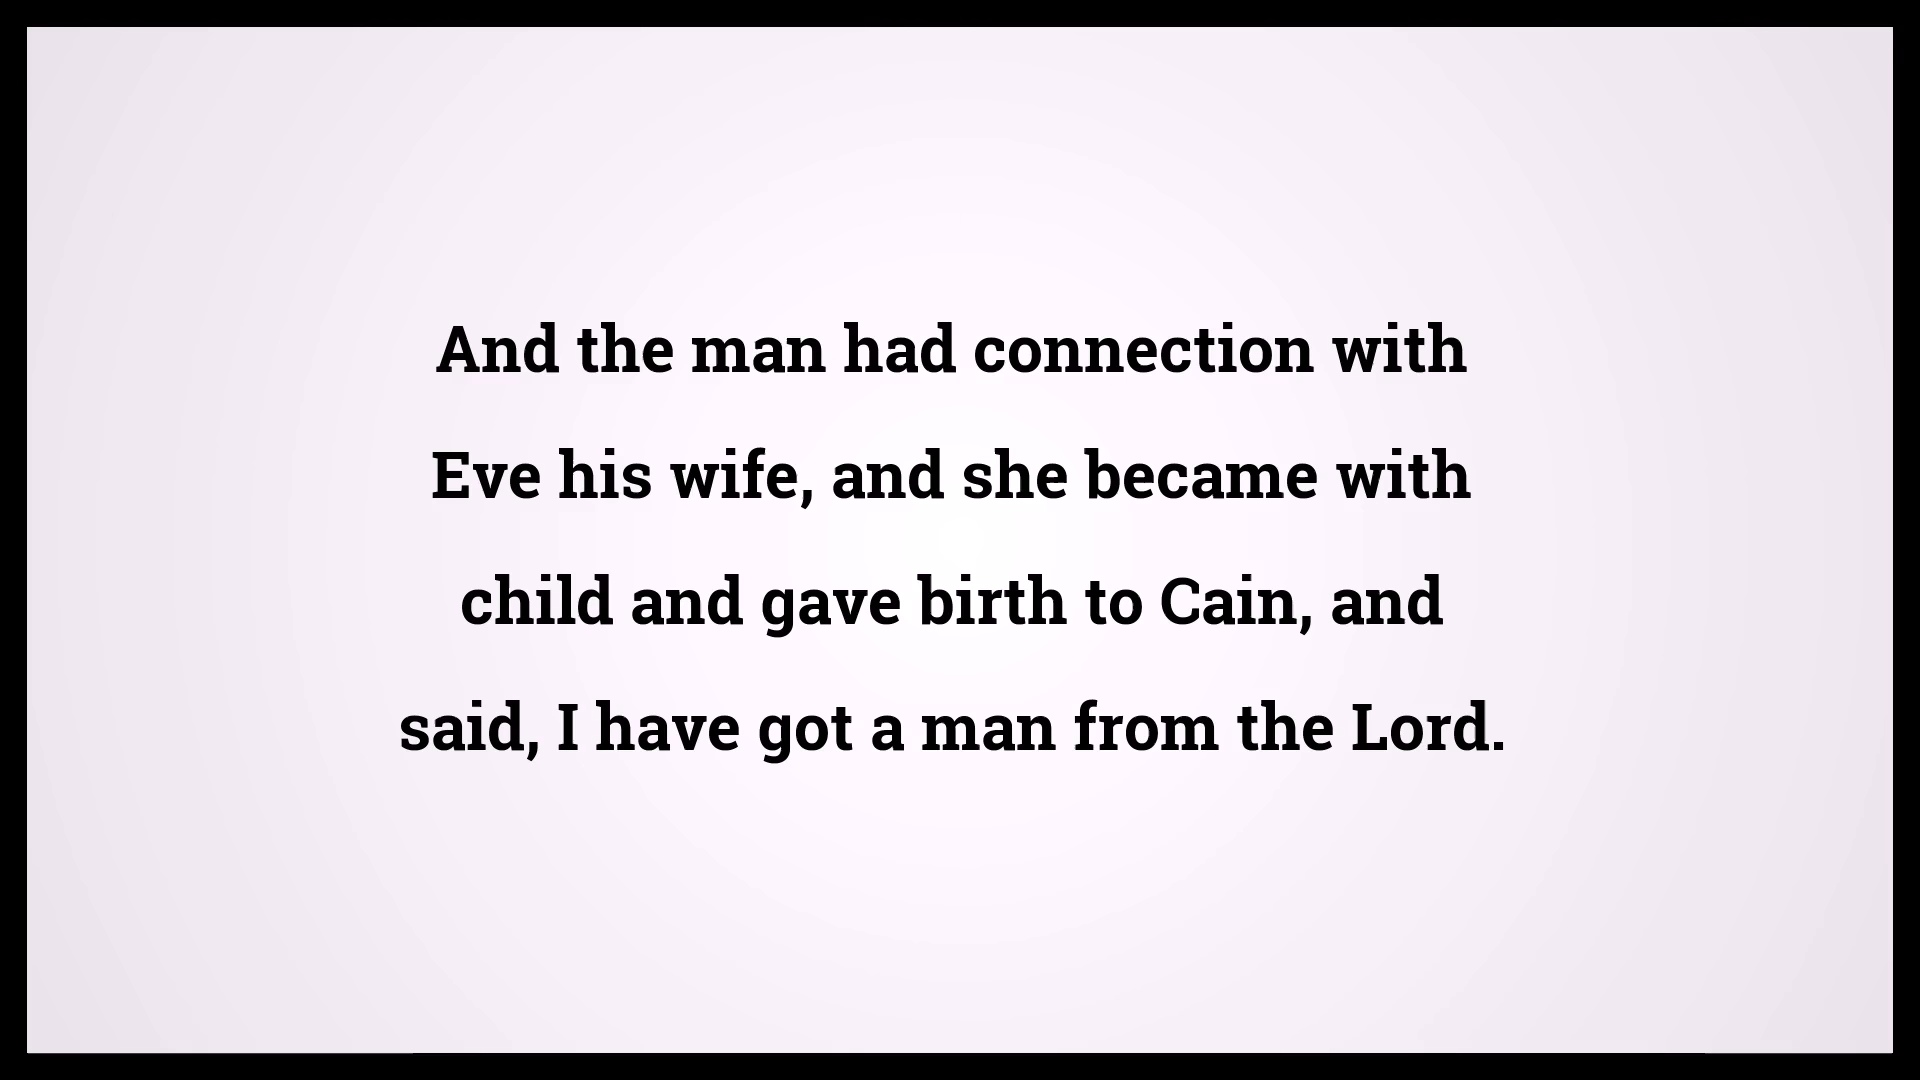 And the man had connection with
Eve his wife, and she became with
child and gave birth to Cain, and
said, I have got a man from the Lord.